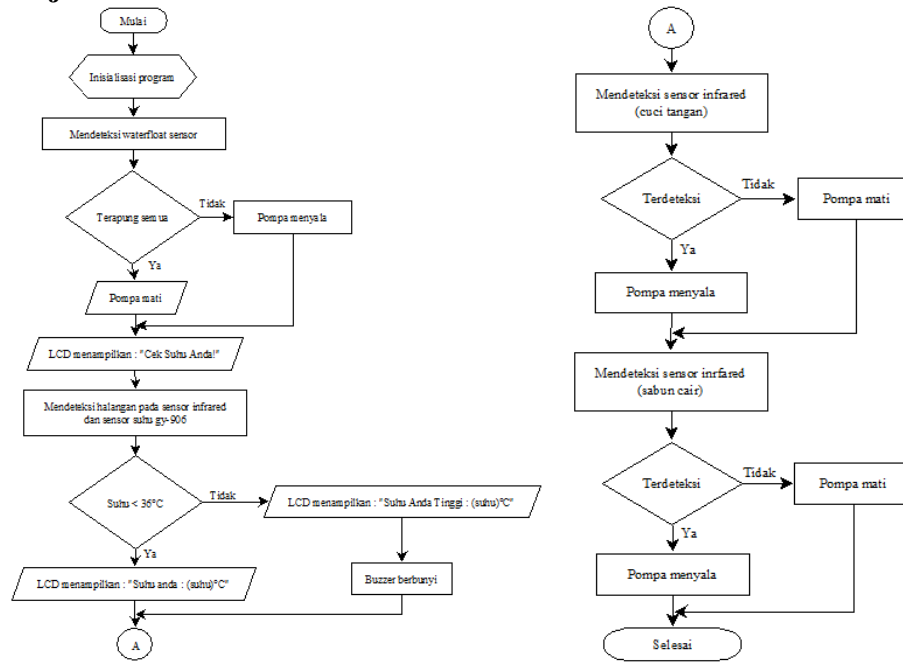 Mulai
Inisialisasi program
Mendeteksi waterfloat sensor
Terapung semua
Tidak
Pompa menyala
Ya
Pompa mati
LCD menampilkan : "Cek Suhu Anda!"
Mendeteksi halangan pada sensor infrared
dan sensor suhu gy-906
Suhu < 36°C
Tidak
LCD menampilkan : "Suhu Anda Tinggi : (suhu)°C"
Ya
LCD menampilkan : "Suhu anda : (suhu)°C"
Buzzer berbunyi
A
A
Mendeteksi sensor infrared
(cuci tangan)
Terdeteksi
Tidak
Pompa mati
Ya
Pompa menyala
Mendeteksi sensor inrfared
(sabun cair)
Terdeteksi
Tidak
Pompa mati
Ya
Pompa menyala
Selesai